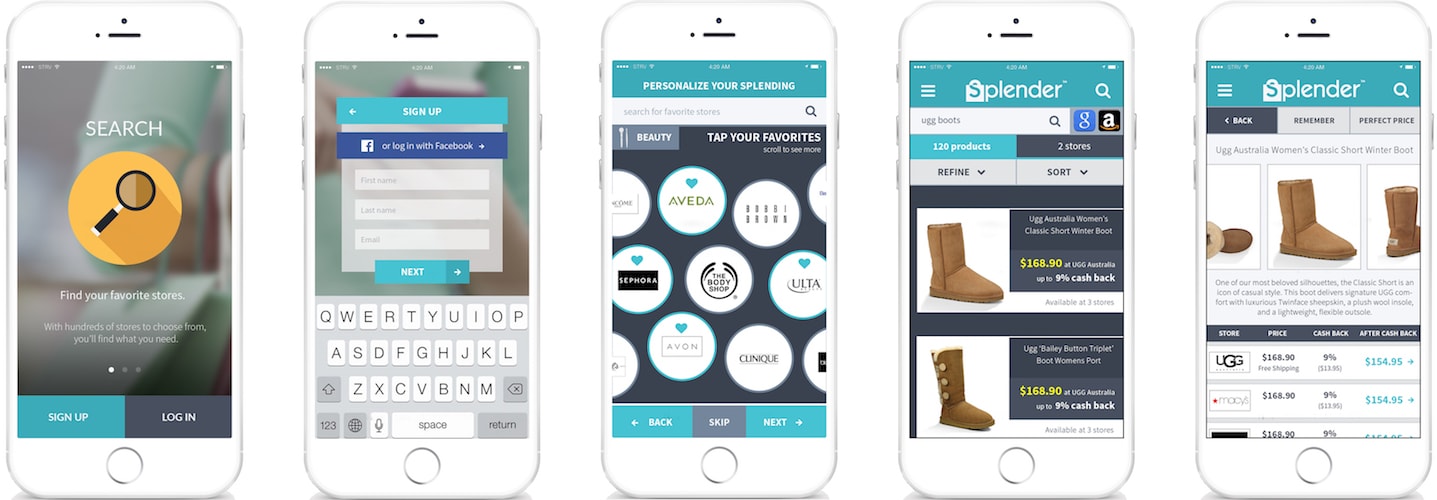 STRV
4:20 AM
SEARCH
Find your favorite stores.
With hundreds of stores to choose from,
you'll find what you need.
SIGN UP
LOG IN
STRV
4:20 AM
← SIGN UP
or log in with Facebook →
First name
Last name
Email
NEXT →
Q W E R T Y U I O P
A S D F G H J K L
Z X C V B N M
123 space return
STRV
4:20 AM
PERSONALIZE YOUR SPLENDING
search for favorite stores
BEAUTY
TAP YOUR FAVORITES
scroll to see more
AVEDA
BOBBI
BROWN
SEPHORA
THE
BODY
SHOP
ULTA
AVON
CLINIQUE
← BACK
SKIP
NEXT →
STRV
4:20 AM
Splender™
ugg boots
g a
120 products
2 stores
REFINE
SORT
Ugg Australia Women's
Classic Short Winter Boot
$168.90 at UGG Australia
up to 9% cash back
Available at 3 stores
Ugg 'Bailey Button Triplet'
Boot Womens Port
$168.90 at UGG Australia
up to 9% cash back
Available at 3 stores
STRV
4:20 AM
Splender™
BACK
REMEMBER
PERFECT PRICE
Ugg Australia Women's Classic Short Winter Boot
One of our most beloved silhouettes, the Classic Short is an
icon of casual style. This boot delivers signature UGG com-
fort with luxurious Twinface sheepskin, a plush wool insole,
and a lightweight, flexible outsole.
STORE PRICE CASH BACK AFTER CASH BACK
UGG $168.90 9% $154.95 →
Free Shipping ($13.95)
★macy's $168.90 9% $154.95 →
($13.95)
$168.90 9%